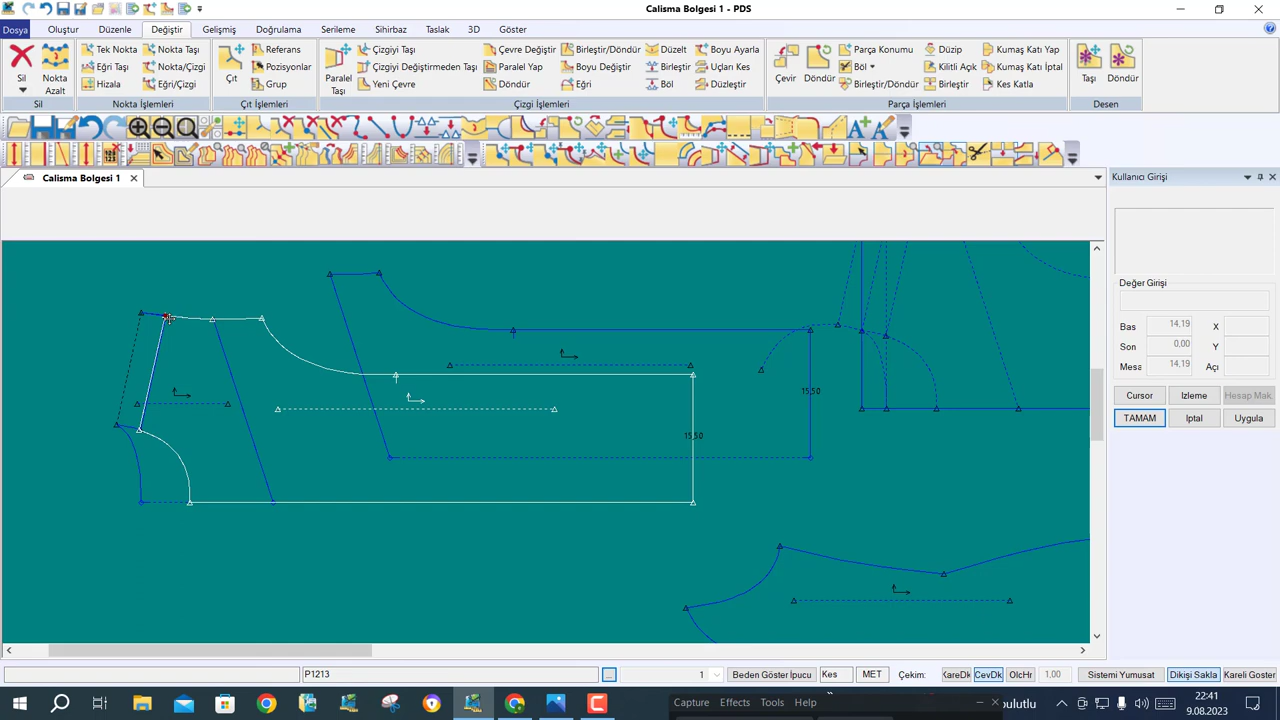 Calisma Bolgesi 1 - PDS
Dosya Oluştur Düzenle Değiştir Gelişmiş Doğrulama Sihirbaz Serileme Taslak 3D Göster
Tek Nokta Nokta Taşı Referans Çizgiyi Taşı Çevre Değiştir Birleştir/Döndür Düzelt Boyu Ayarı Parça Konumu Düzip Kumaş Katı Yap
Eğri Taşı Nokta/Çizgi Pozisyonlar Çizgiyi Değiştirmeden Taşı Paralel Yap Boyu Değiştir Birleştir Uçları Kes Böl Kilitli Açık Kumaş Katı İptal
Hizala Eğri/Çizgi Grup Yeni Çevre Döndür Eğri Böl Düzleştir Birleştir/Döndür Birleştir Kes Katla
Sil Nokta Azalt Çıt Paralel Taşı Çevir Döndür Taşı Döndür
Sil Nokta İşlemleri Çıt İşlemleri Çizgi İşlemleri Parça İşlemleri Desen
Calisma Bolgesi 1
Kullanıcı Girişi
Değer Girişi
Bas 14,19 X
Son 0,00 Y
Mesa 14,19 Açı
Cursor Izleme Hesap Mak.
TAMAM Iptal Uygula
15,50
15,50
P1213 ... 1 Beden Göster İpucu Kes MET Çekim: KareDk CevDk OlcHr 1,00 Sistemi Yumusat Dikişi Sakla Kareli Goster
Capture Effects Tools Help
bulutlu
22:41
9.08.2023